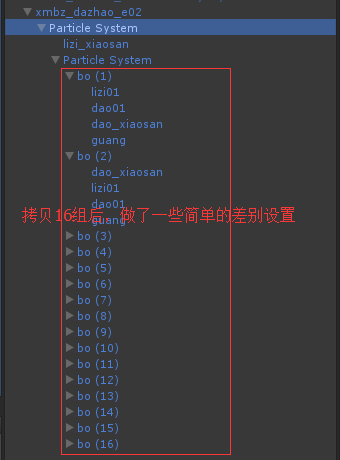 xmbz_dazhao_e02
Particle System
lizi_xiaosan
Particle System
bo (1)
lizi01
dao01
dao_xiaosan
guang
bo (2)
dao_xiaosan
lizi01
dao01
拷贝16组后，做了一些简单的差别设置
guang
bo (3)
bo (4)
bo (5)
bo (6)
bo (7)
bo (8)
bo (9)
bo (10)
bo (11)
bo (12)
bo (13)
bo (14)
bo (15)
bo (16)